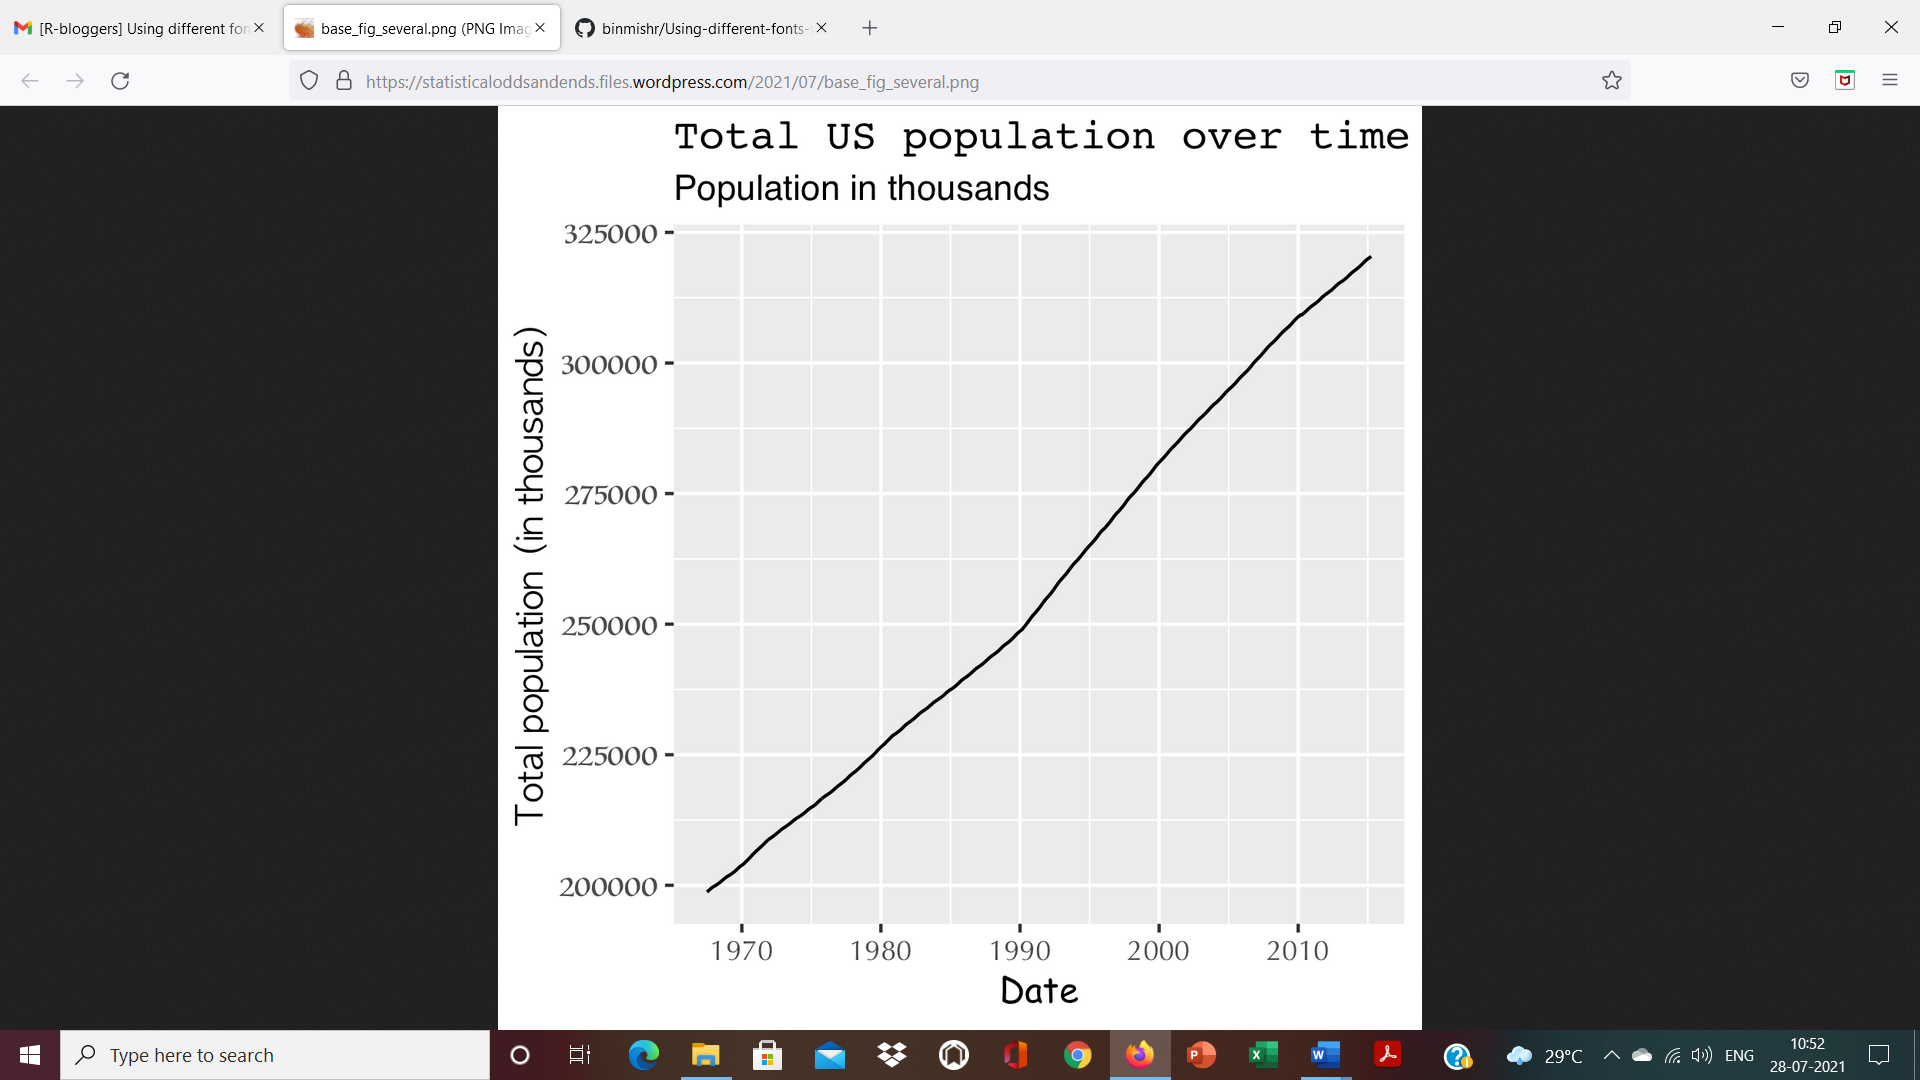 [R-bloggers] Using different fon
base_fig_several.png (PNG Imag
binmishr/Using-different-fonts-
https://statisticaloddsandends.files.wordpress.com/2021/07/base_fig_several.png
Total US population over time
Population in thousands
325000
300000
275000
250000
225000
200000
Total population (in thousands)
1970 1980 1990 2000 2010
Date
Type here to search
29°C
ENG
10:52
28-07-2021